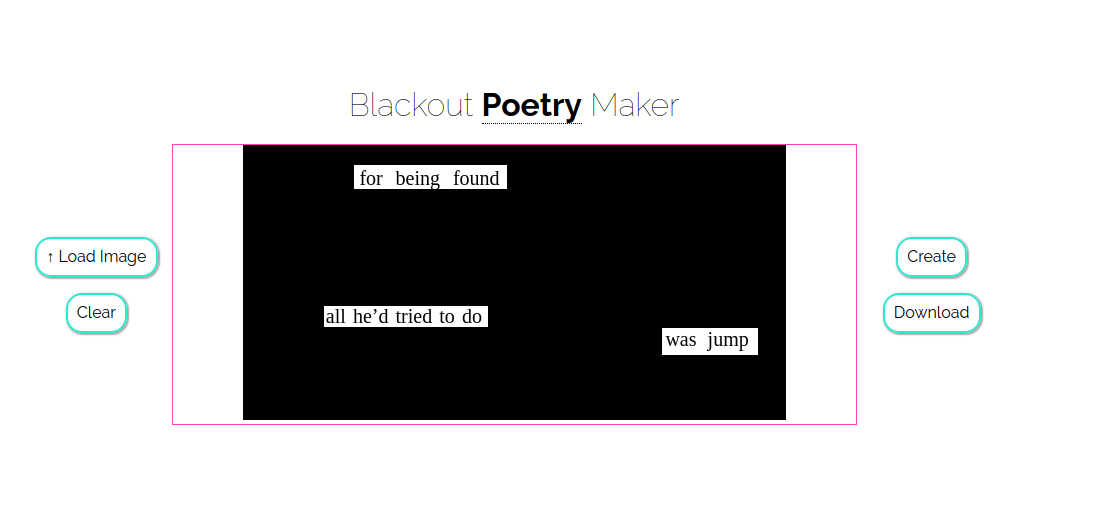 Blackout Poetry Maker
for being found
↑ Load Image
Create
Clear
all he’d tried to do
Download
was jump